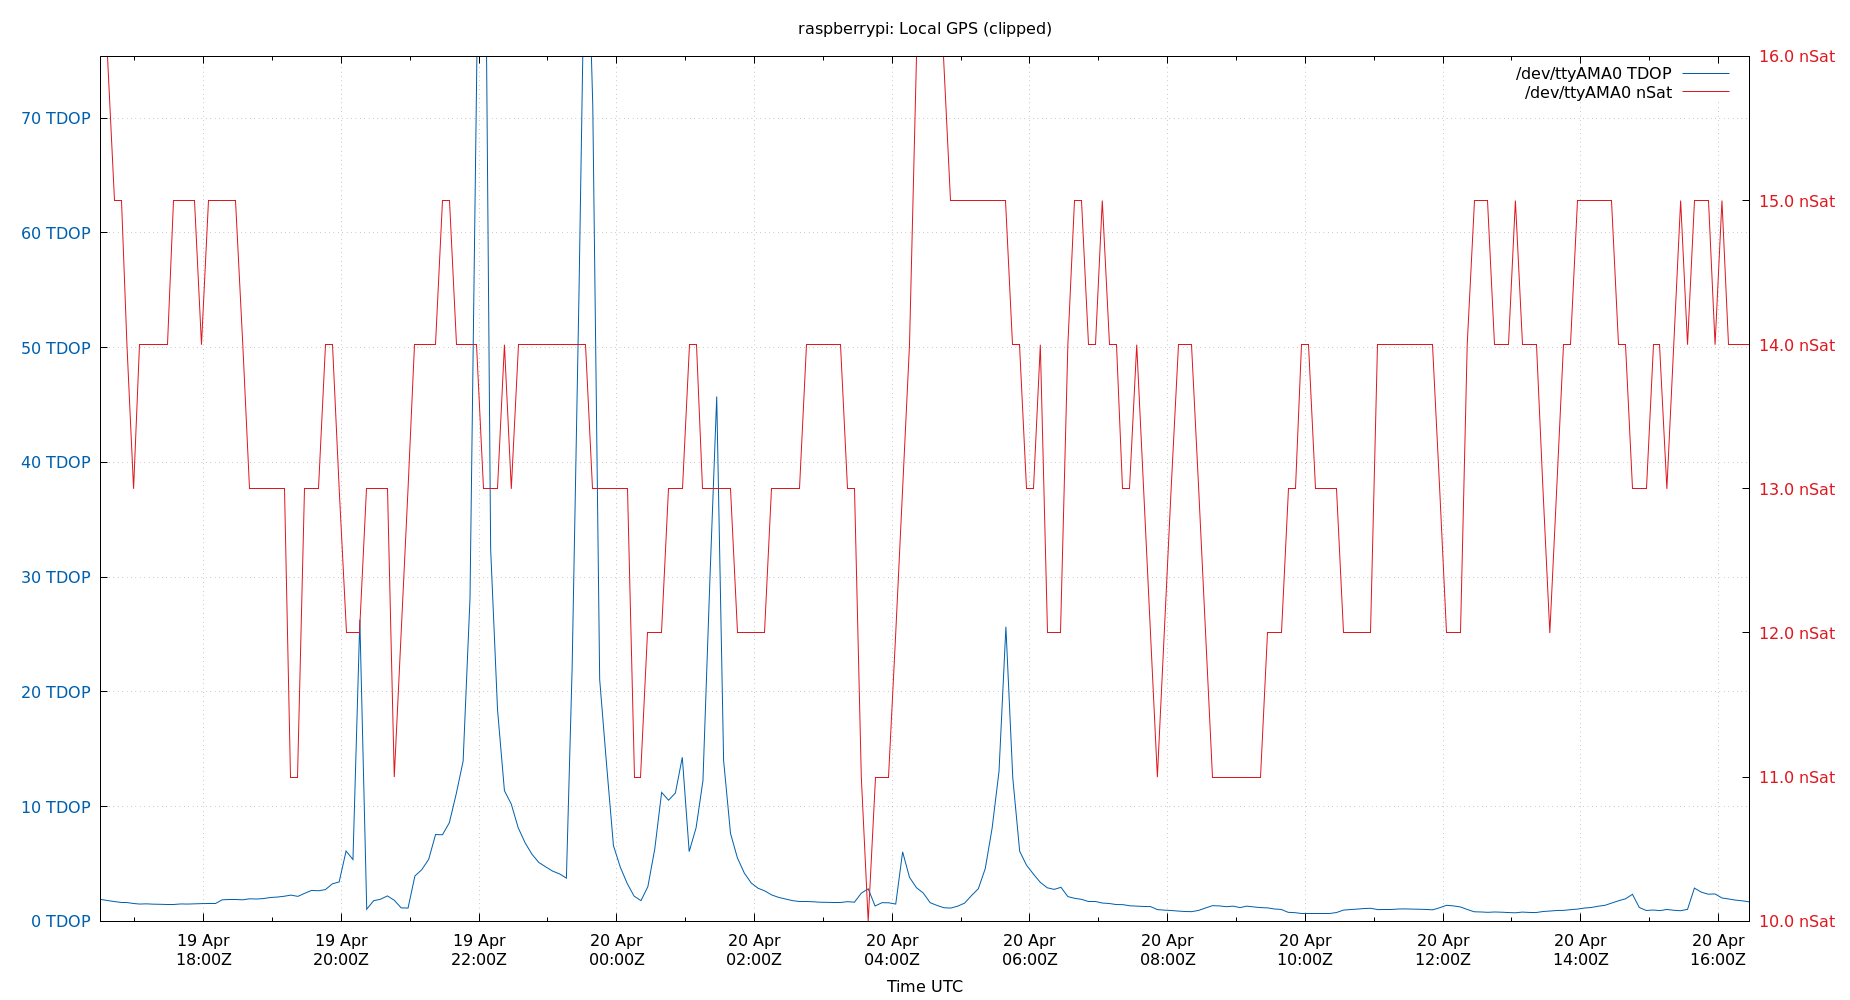 raspberrypi: Local GPS (clipped)
16.0 nSat
/dev/ttyAMA0 TDOP
/dev/ttyAMA0 nSat
70 TDOP
15.0 nSat
60 TDOP
50 TDOP
14.0 nSat
40 TDOP
13.0 nSat
30 TDOP
12.0 nSat
20 TDOP
11.0 nSat
10 TDOP
0 TDOP
10.0 nSat
19 Apr 19 Apr 19 Apr 20 Apr 20 Apr 20 Apr 20 Apr 20 Apr 20 Apr 20 Apr 20 Apr 20 Apr
18:00Z 20:00Z 22:00Z 00:00Z 02:00Z 04:00Z 06:00Z 08:00Z 10:00Z 12:00Z 14:00Z 16:00Z
Time UTC